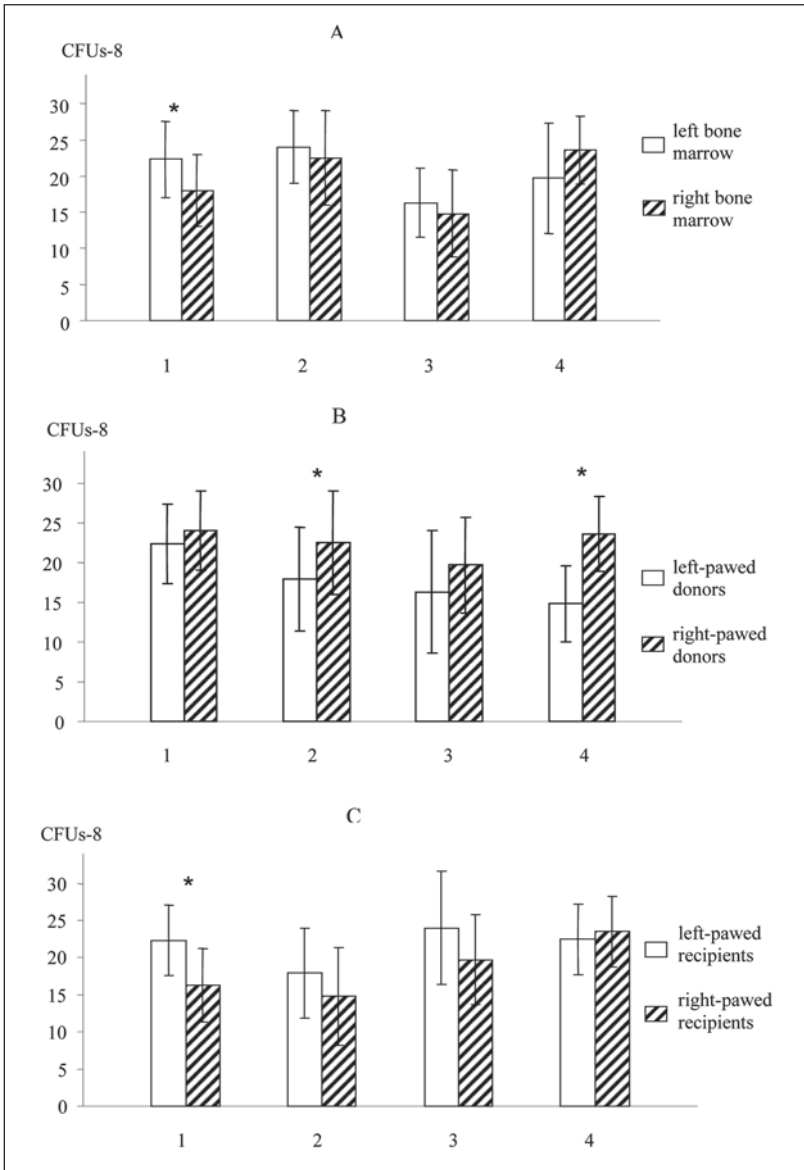 A
CFUs-8
30
25
20
15
10
5
0
*
1
2
3
4
left bone
marrow
right bone
marrow
B
CFUs-8
30
25
20
15
10
5
0
*
*
1
2
3
4
left-pawed
donors
right-pawed
donors
C
CFUs-8
30
25
20
15
10
5
0
*
1
2
3
4
left-pawed
recipients
right-pawed
recipients